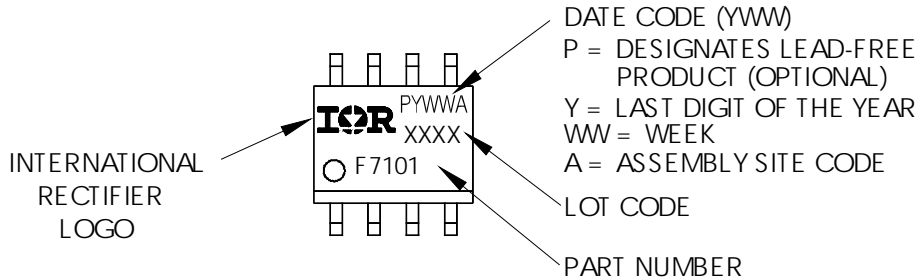 DATE CODE (YWW)
P = DESIGNATES LEAD-FREE
PRODUCT (OPTIONAL)
Y = LAST DIGIT OF THE YEAR
WW = WEEK
A = ASSEMBLY SITE CODE
LOT CODE
PART NUMBER
INTERNATIONAL
RECTIFIER
LOGO
IOR
PYWWA
XXXX
F7101